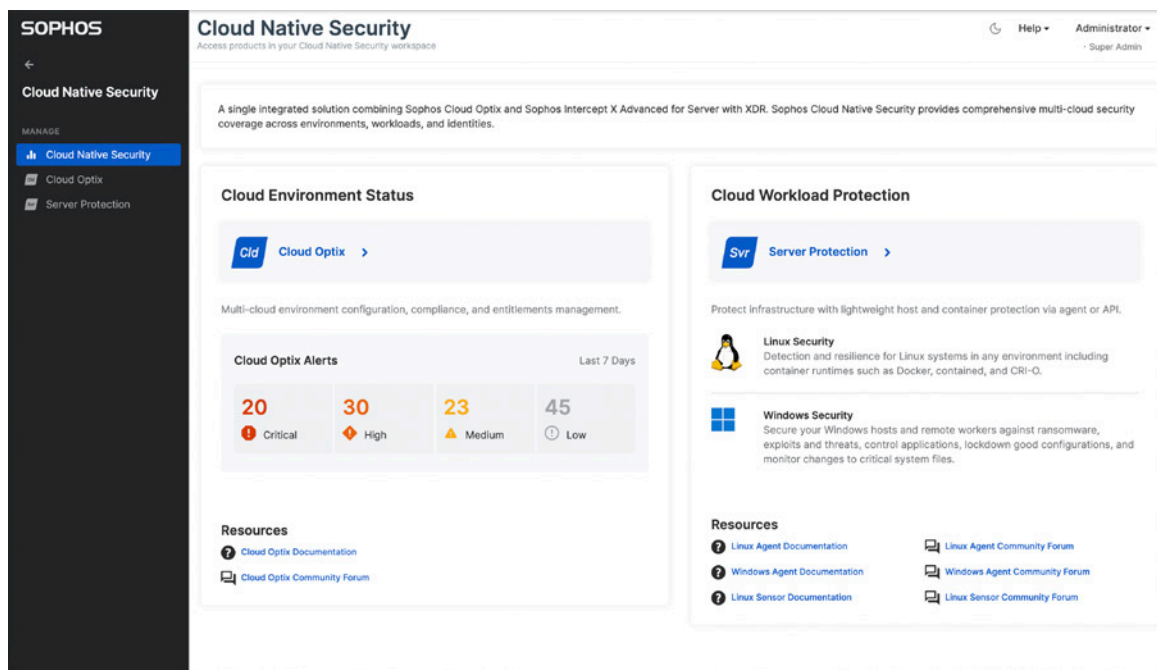 SOPHOS
Cloud Native Security
MANAGE
Cloud Native Security
Cloud Optix
Server Protection
Cloud Native Security
Access products in your Cloud Native Security workspace
Help
Administrator
· Super Admin
A single integrated solution combining Sophos Cloud Optix and Sophos Intercept X Advanced for Server with XDR. Sophos Cloud Native Security provides comprehensive multi-cloud security
coverage across environments, workloads, and identities.
Cloud Environment Status
Cld
Cloud Optix
Multi-cloud environment configuration, compliance, and entitlements management.
Cloud Optix Alerts
Last 7 Days
20
30
23
45
Critical
High
Medium
Low
Resources
Cloud Optix Documentation
Cloud Optix Community Forum
Cloud Workload Protection
Svr
Server Protection
Protect infrastructure with lightweight host and container protection via agent or API.
Linux Security
Detection and resilience for Linux systems in any environment including
container runtimes such as Docker, contained, and CRI-O.
Windows Security
Secure your Windows hosts and remote workers against ransomware,
exploits and threats, control applications, lockdown good configurations, and
monitor changes to critical system files.
Resources
Linux Agent Documentation
Linux Agent Community Forum
Windows Agent Documentation
Windows Agent Community Forum
Linux Sensor Documentation
Linux Sensor Community Forum